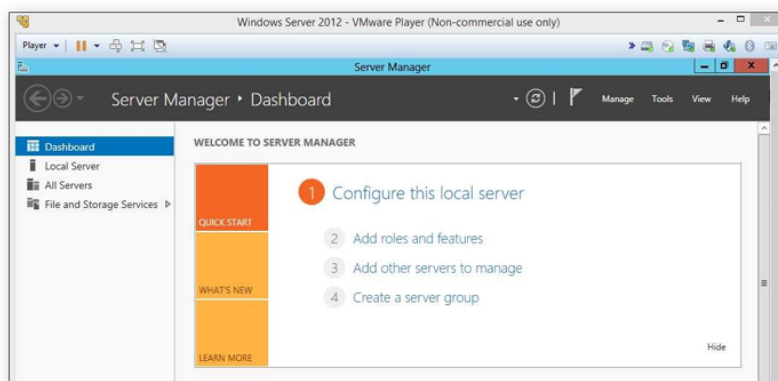 Windows Server 2012 - VMware Player (Non-commercial use only)
Player
Server Manager
Server Manager ‣ Dashboard
Manage Tools View Help
Dashboard
Local Server
All Servers
File and Storage Services
WELCOME TO SERVER MANAGER
QUICK START
WHAT'S NEW
LEARN MORE
1 Configure this local server
2 Add roles and features
3 Add other servers to manage
4 Create a server group
Hide